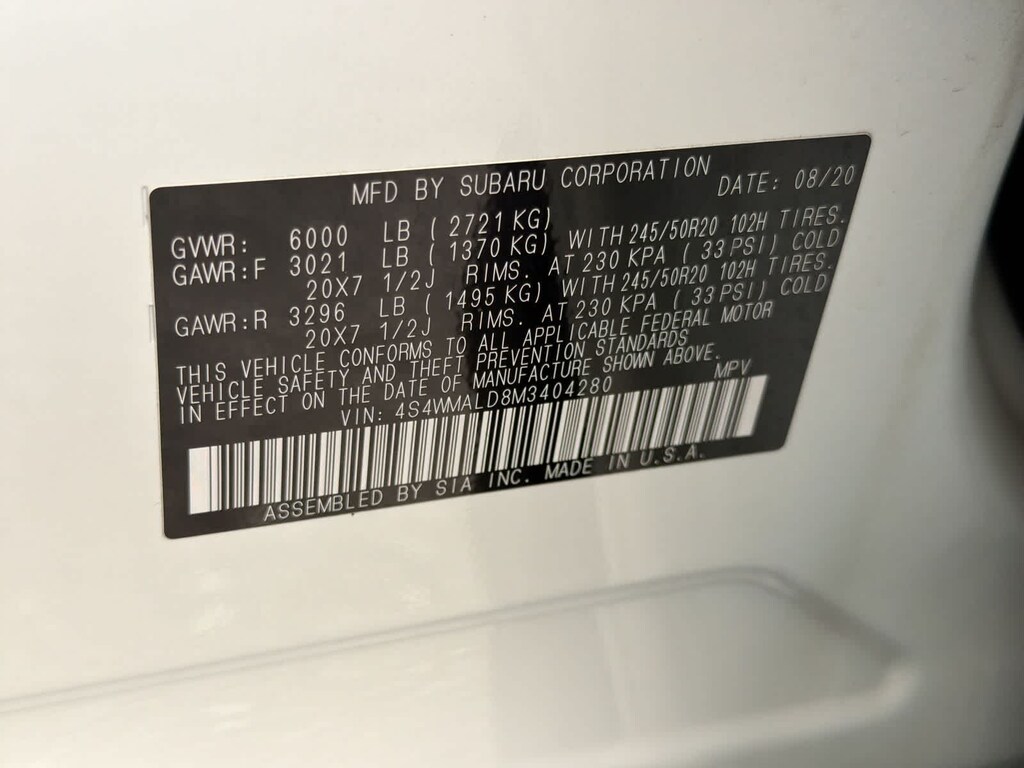 MFD BY SUBARU CORPORATION DATE: 08/20
GVWR: 6000 LB ( 2721 KG)
GAWR:F 3021 LB ( 1370 KG) WITH 245/50R20 102H TIRES.
20X7 1/2J RIMS. AT 230 KPA ( 33 PSI) COLD
GAWR:R 3296 LB ( 1495 KG) WITH 245/50R20 102H TIRES.
20X7 1/2J RIMS. AT 230 KPA ( 33 PSI) COLD
THIS VEHICLE CONFORMS TO ALL APPLICABLE FEDERAL MOTOR
VEHICLE SAFETY AND THEFT PREVENTION STANDARDS
IN EFFECT ON THE DATE OF MANUFACTURE SHOWN ABOVE.
VIN: 4S4WMALD8M3404280 MPV
ASSEMBLED BY SIA INC. MADE IN U.S.A.